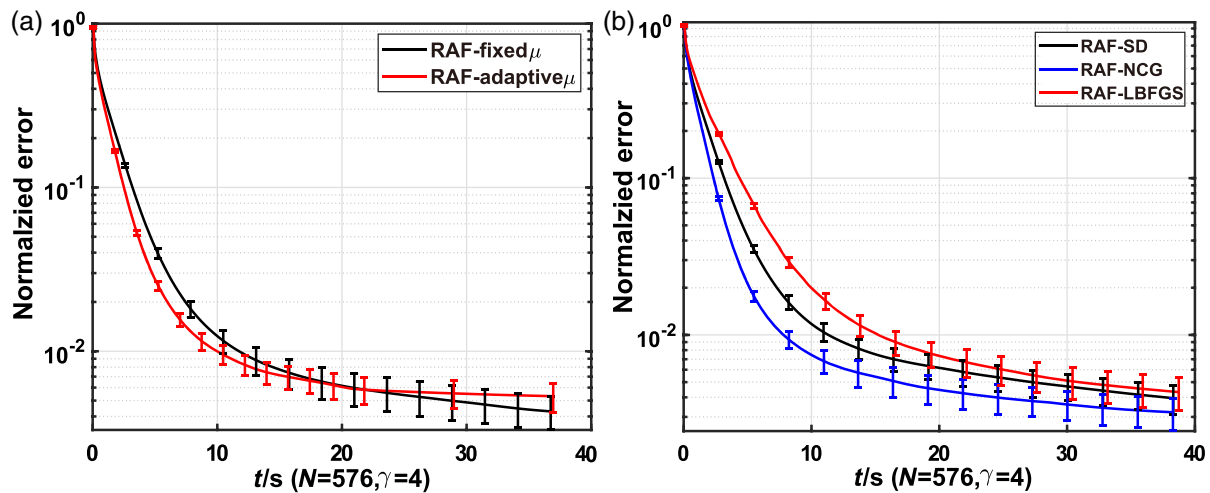 (a)
10^0
10^-1
10^-2
Normalzied error
RAF-fixedμ
RAF-adaptiveμ
0 10 20 30 40
t/s (N=576,γ=4)
(b)
10^0
10^-1
10^-2
Normalzied error
RAF-SD
RAF-NCG
RAF-LBFGS
0 10 20 30 40
t/s (N=576,γ=4)